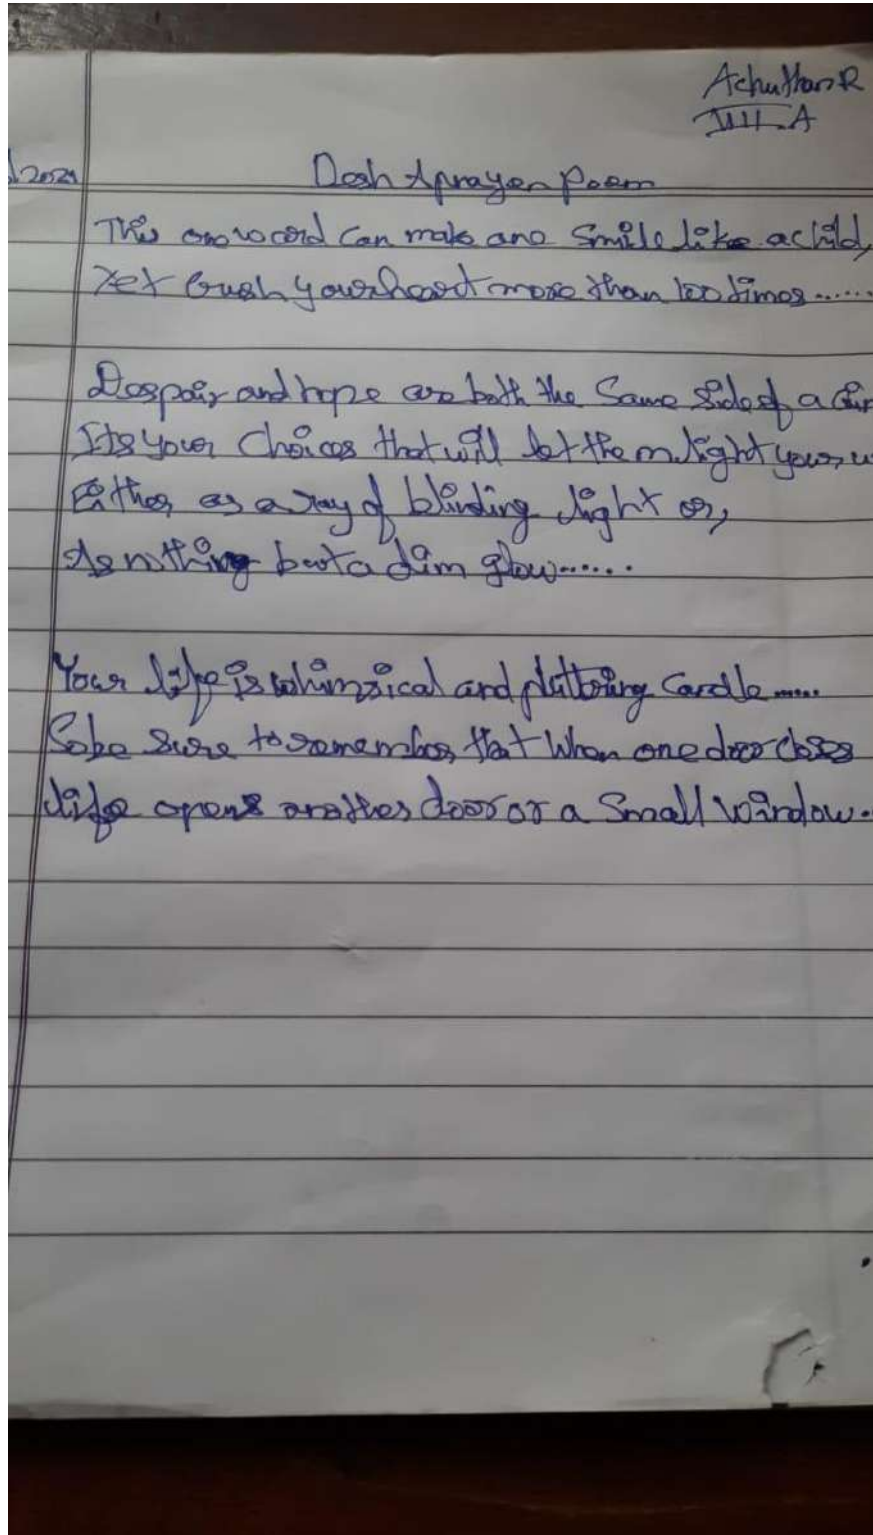 Achuthan R
VIII A
/2021
Dosh Aprayer Poem
This one word can make one smile like a child,
Yet crush your heart more than 100 times......
Despair and hope are both the same side of a
Its your choices that will let them light your
Either as a ray of blinding light or,
As nothing but a dim glow......
Your life is whimsical and fluttering candle.....
So be sure to remember, that when one door closes
life opens another door or a small window.